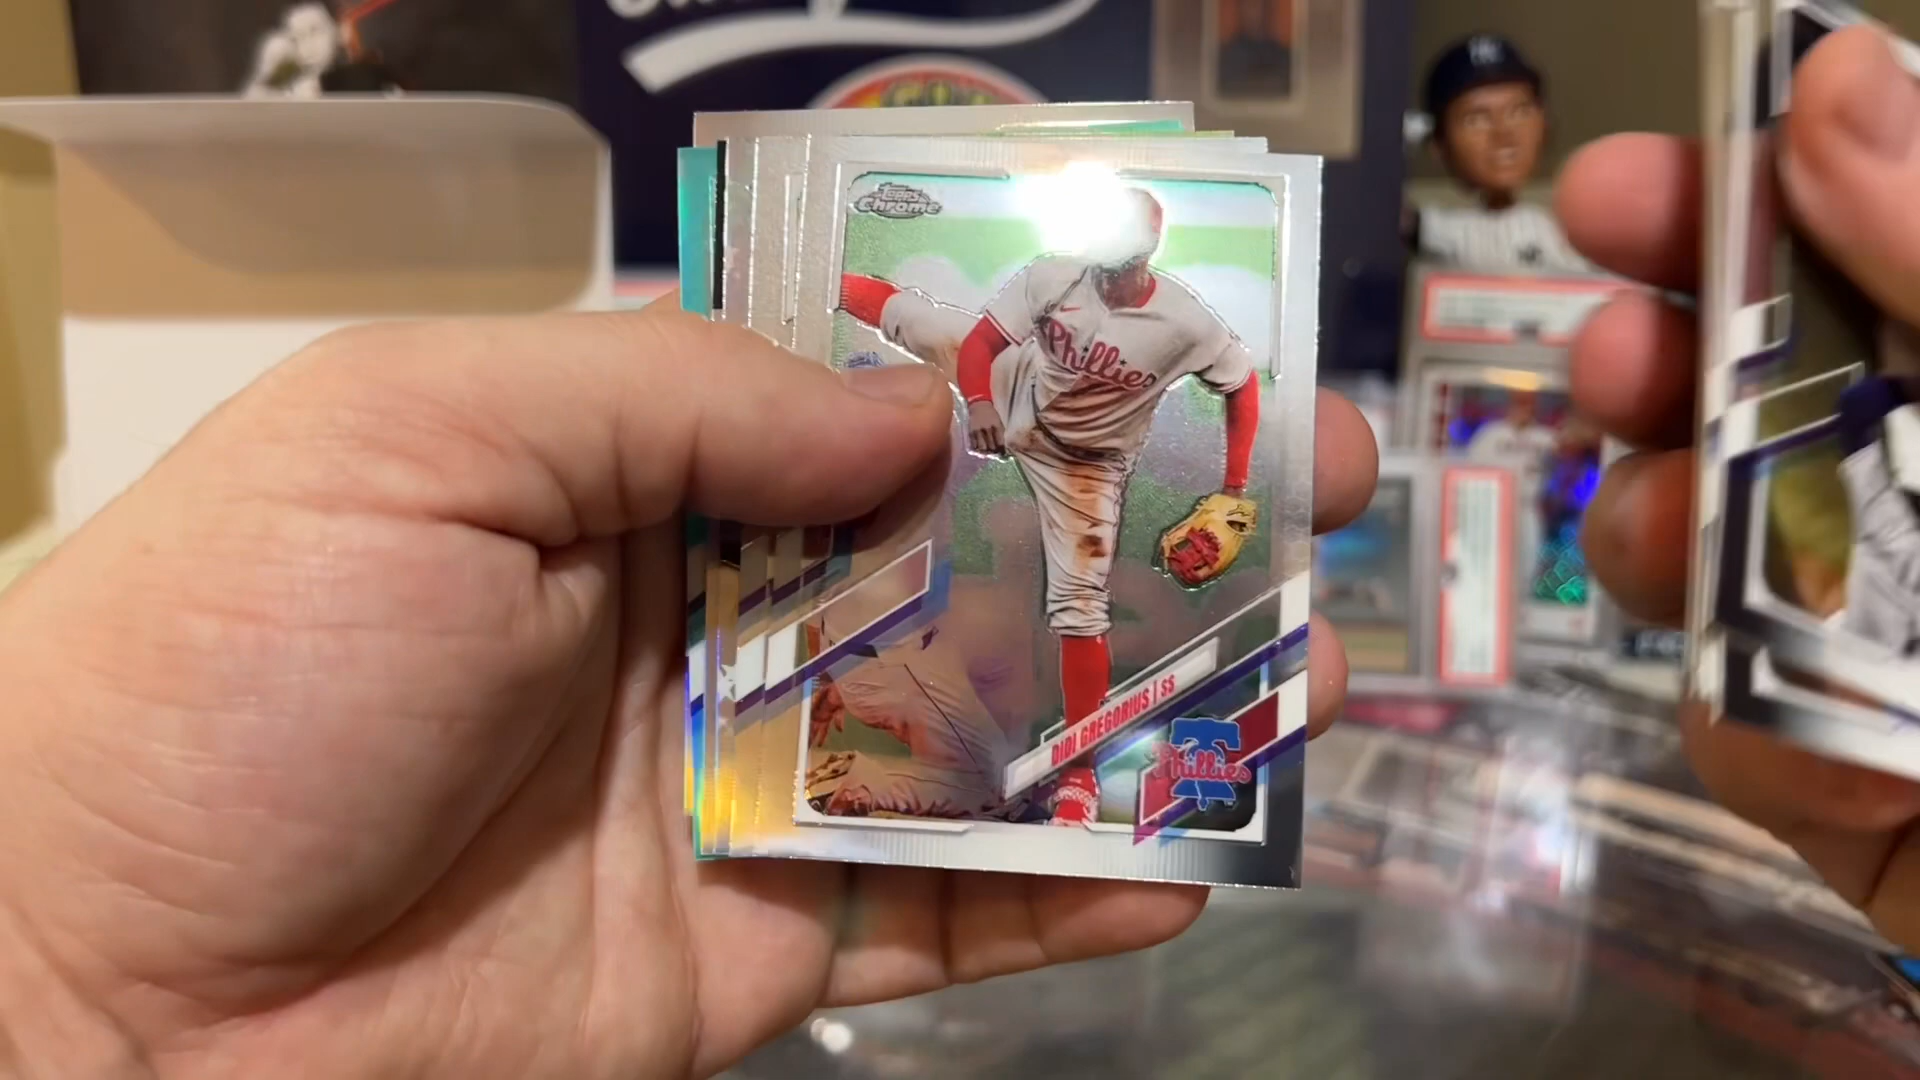 Topps
Chrome
Phillies
DIDI GREGORIUS | SS
Phillies